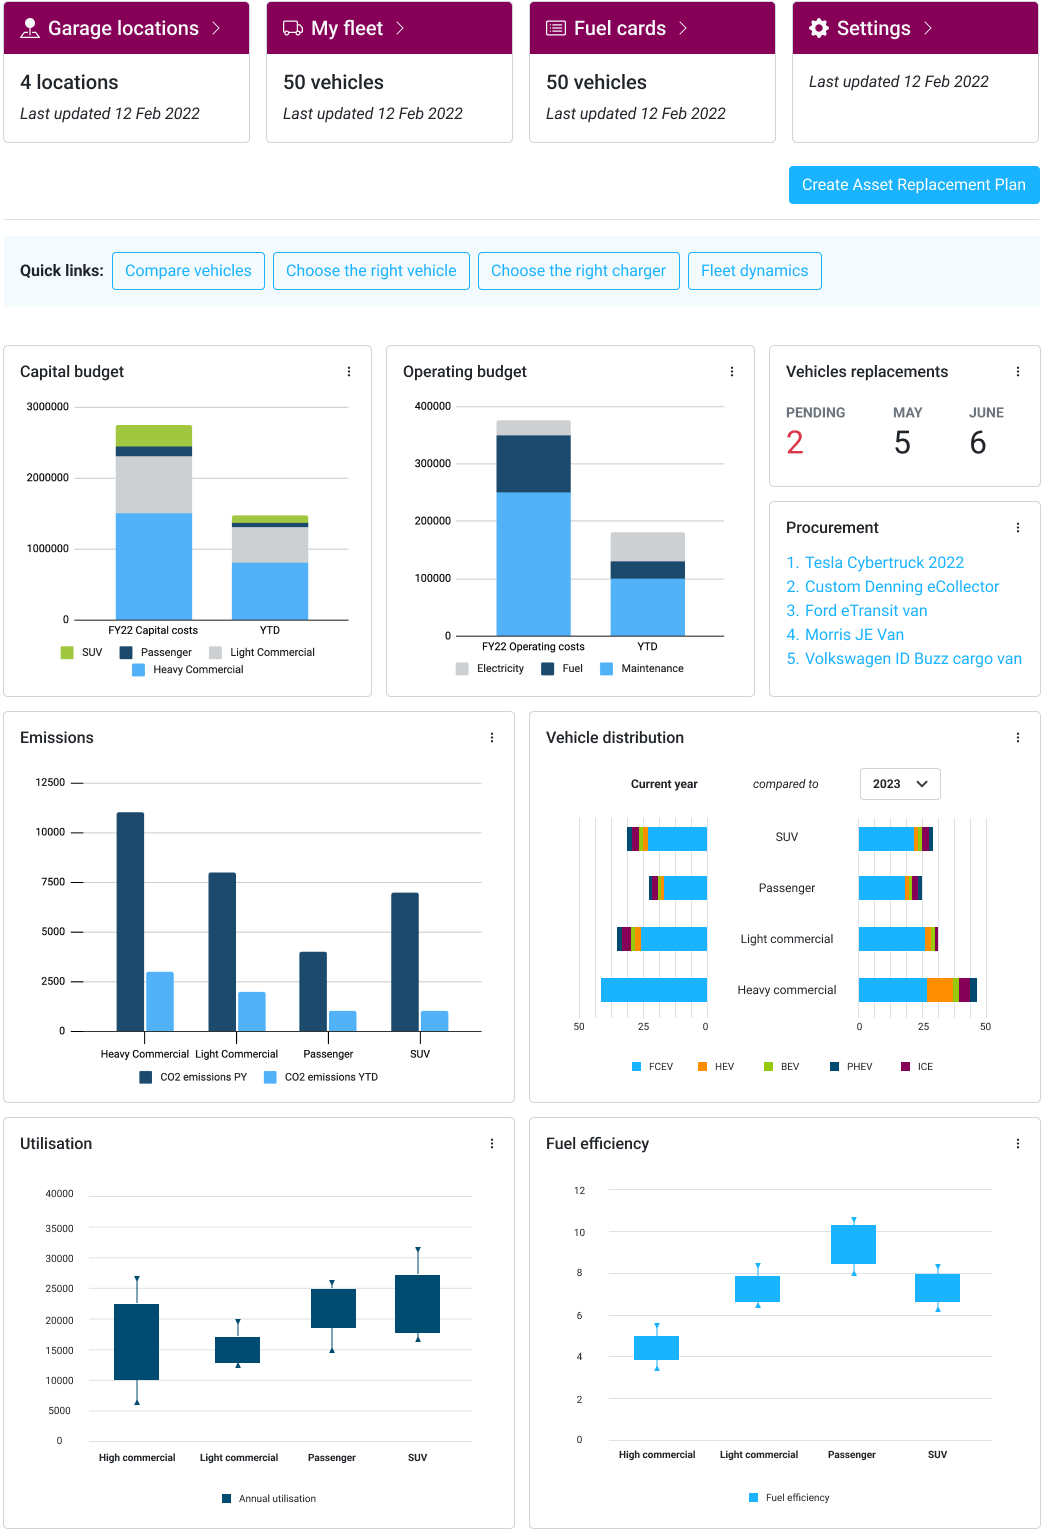 Garage locations
4 locations
Last updated 12 Feb 2022
My fleet
50 vehicles
Last updated 12 Feb 2022
Fuel cards
50 vehicles
Last updated 12 Feb 2022
Settings
Last updated 12 Feb 2022
Create Asset Replacement Plan
Quick links: Compare vehicles Choose the right vehicle Choose the right charger Fleet dynamics
Capital budget
3000000
2000000
1000000
0
FY22 Capital costs YTD
SUV Passenger Light Commercial
Heavy Commercial
Operating budget
400000
300000
200000
100000
0
FY22 Operating costs YTD
Electricity Fuel Maintenance
Vehicles replacements
PENDING MAY JUNE
2 5 6
Procurement
1. Tesla Cybertruck 2022
2. Custom Denning eCollector
3. Ford eTransit van
4. Morris JE Van
5. Volkswagen ID Buzz cargo van
Emissions
12500
10000
7500
5000
2500
0
Heavy Commercial Light Commercial Passenger SUV
CO2 emissions PY CO2 emissions YTD
Vehicle distribution
Current year compared to 2023
SUV
Passenger
Light commercial
Heavy commercial
50 25 0 0 25 50
FCEV HEV BEV PHEV ICE
Utilisation
40000
35000
30000
25000
20000
15000
10000
5000
0
High commercial Light commercial Passenger SUV
Annual utilisation
Fuel efficiency
12
10
8
6
4
2
0
High commercial Light commercial Passenger SUV
Fuel efficiency